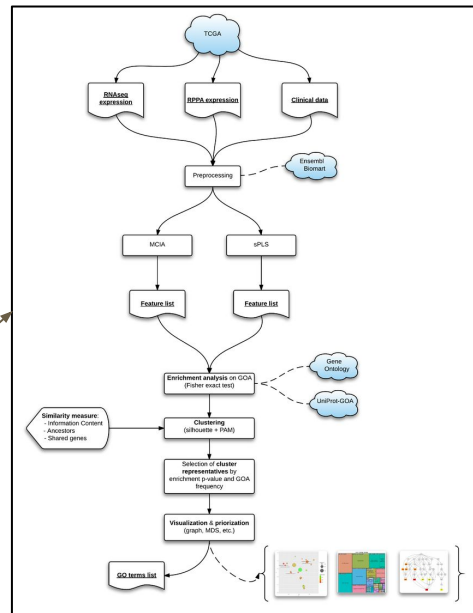 TCGA
RNAseq
expression
RPPA expression
Clinical data
Ensembl
Biomart
Preprocessing
MCIA
sPLS
Feature list
Feature list
Gene
Ontology
Enrichment analysis on GOA
(Fisher exact test)
UniProt-GOA
Similarity measure:
- Information Content
- Ancestors
- Shared genes
Clustering
(silhouette + PAM)
Selection of cluster
representatives by
enrichment p-value and GOA
frequency
Visualization & priorization
(graph, MDS, etc.)
GO terms list